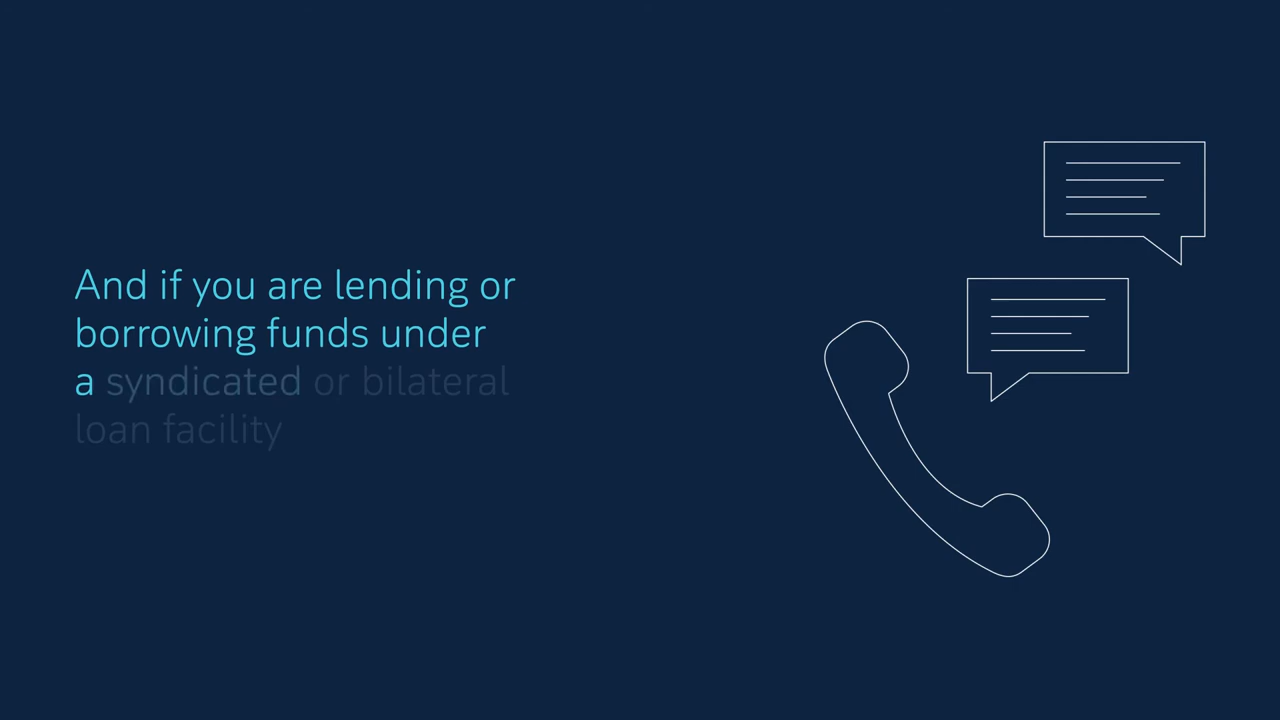 And if you are lending or
borrowing funds under
a syndicated or bilateral
loan facility